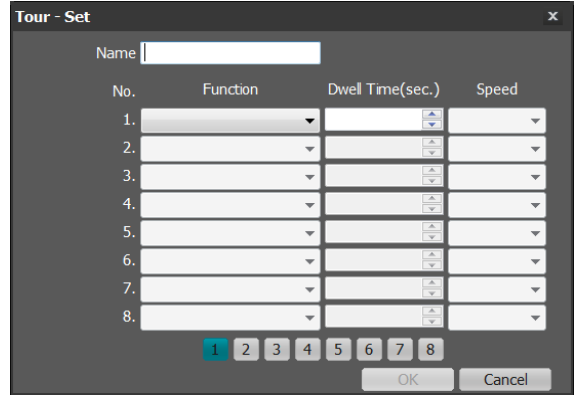 Tour - Set x
Name
No. Function Dwell Time(sec.) Speed
1.
2.
3.
4.
5.
6.
7.
8.
1 2 3 4 5 6 7 8
OK Cancel